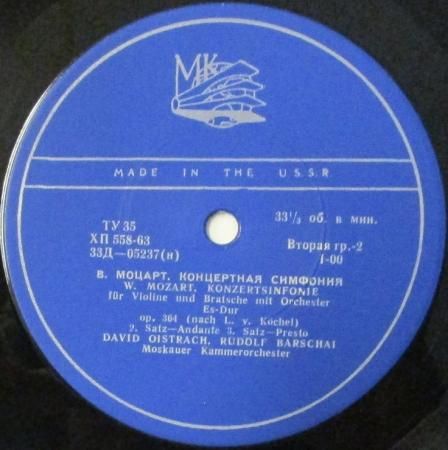 MK
MADE IN THE U.S.S.R.
ТУ 35
ХП 558-63
33Д—05237(н)
33⅓ об. в мин.
Вторая гр.-2
1-00
В. МОЦАРТ. КОНЦЕРТНАЯ СИМФОНИЯ
W. MOZART. KONZERTSINFONIE
für Violine und Bratsche mit Orchester
Es-Dur
op. 364 (nach L. v. Köchel)
2. Satz—Andante 3. Satz—Presto
DAVID OISTRACH, RUDOLF BARSCHAI
Moskauer Kammerorchester